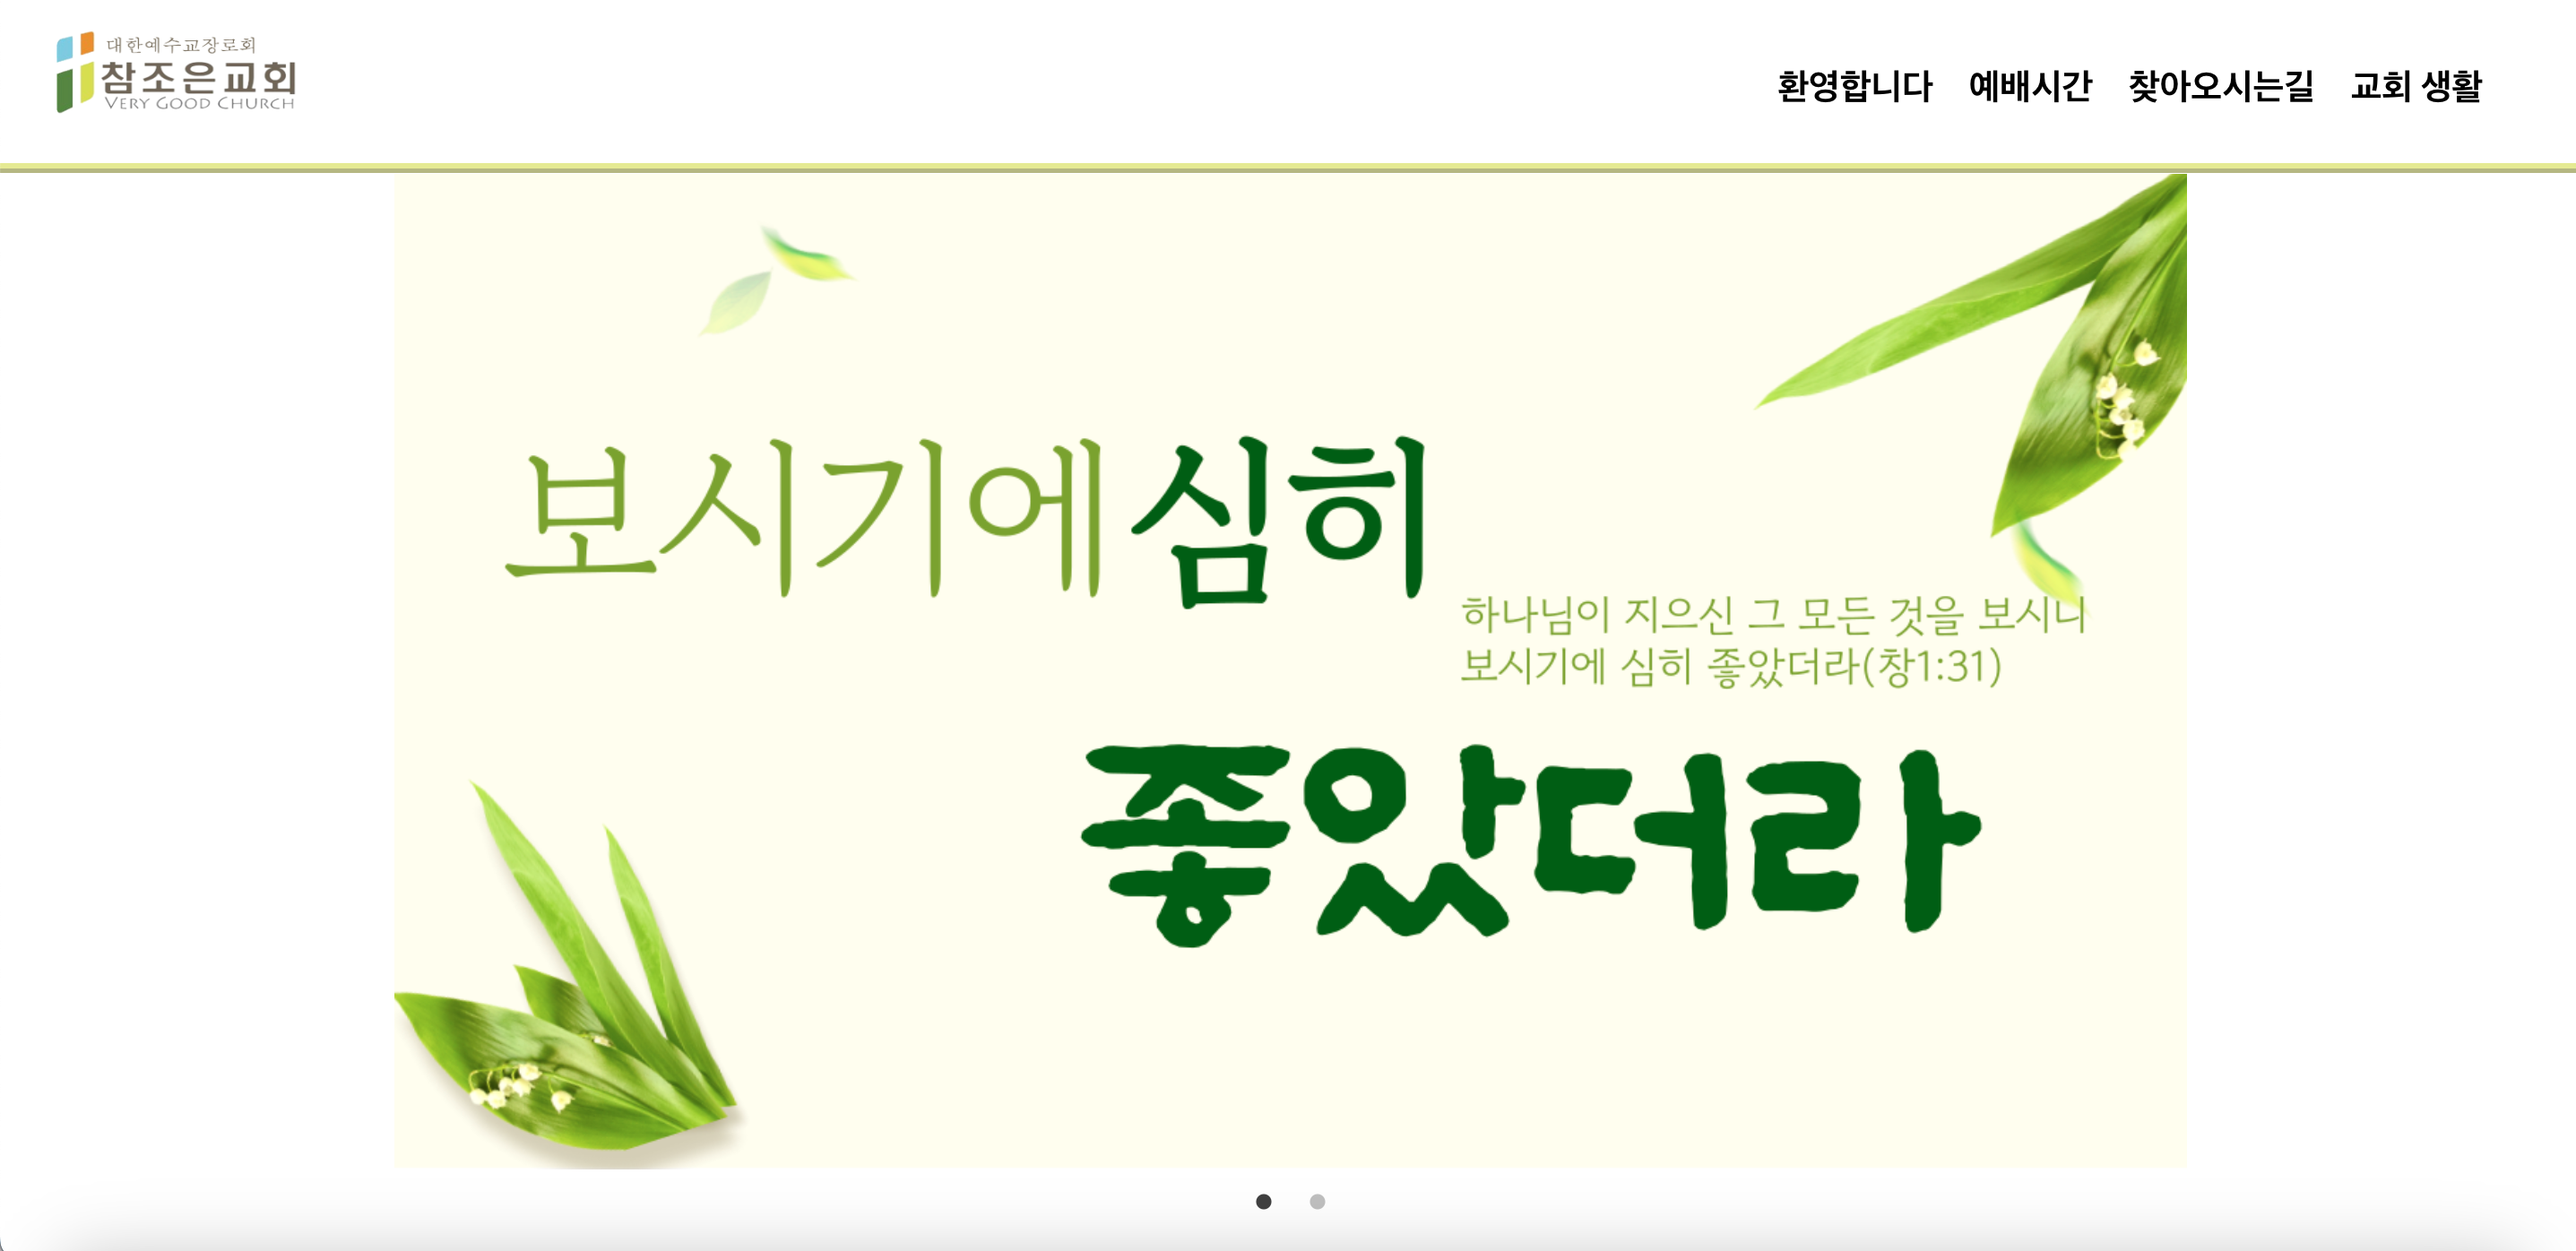 대한예수교장로회
참조은교회
VERY GOOD CHURCH
환영합니다 예배시간 찾아오시는길 교회 생활
보시기에 심히
하나님이 지으신 그 모든 것을 보시니
보시기에 심히 좋았더라(창1:31)
좋았더라